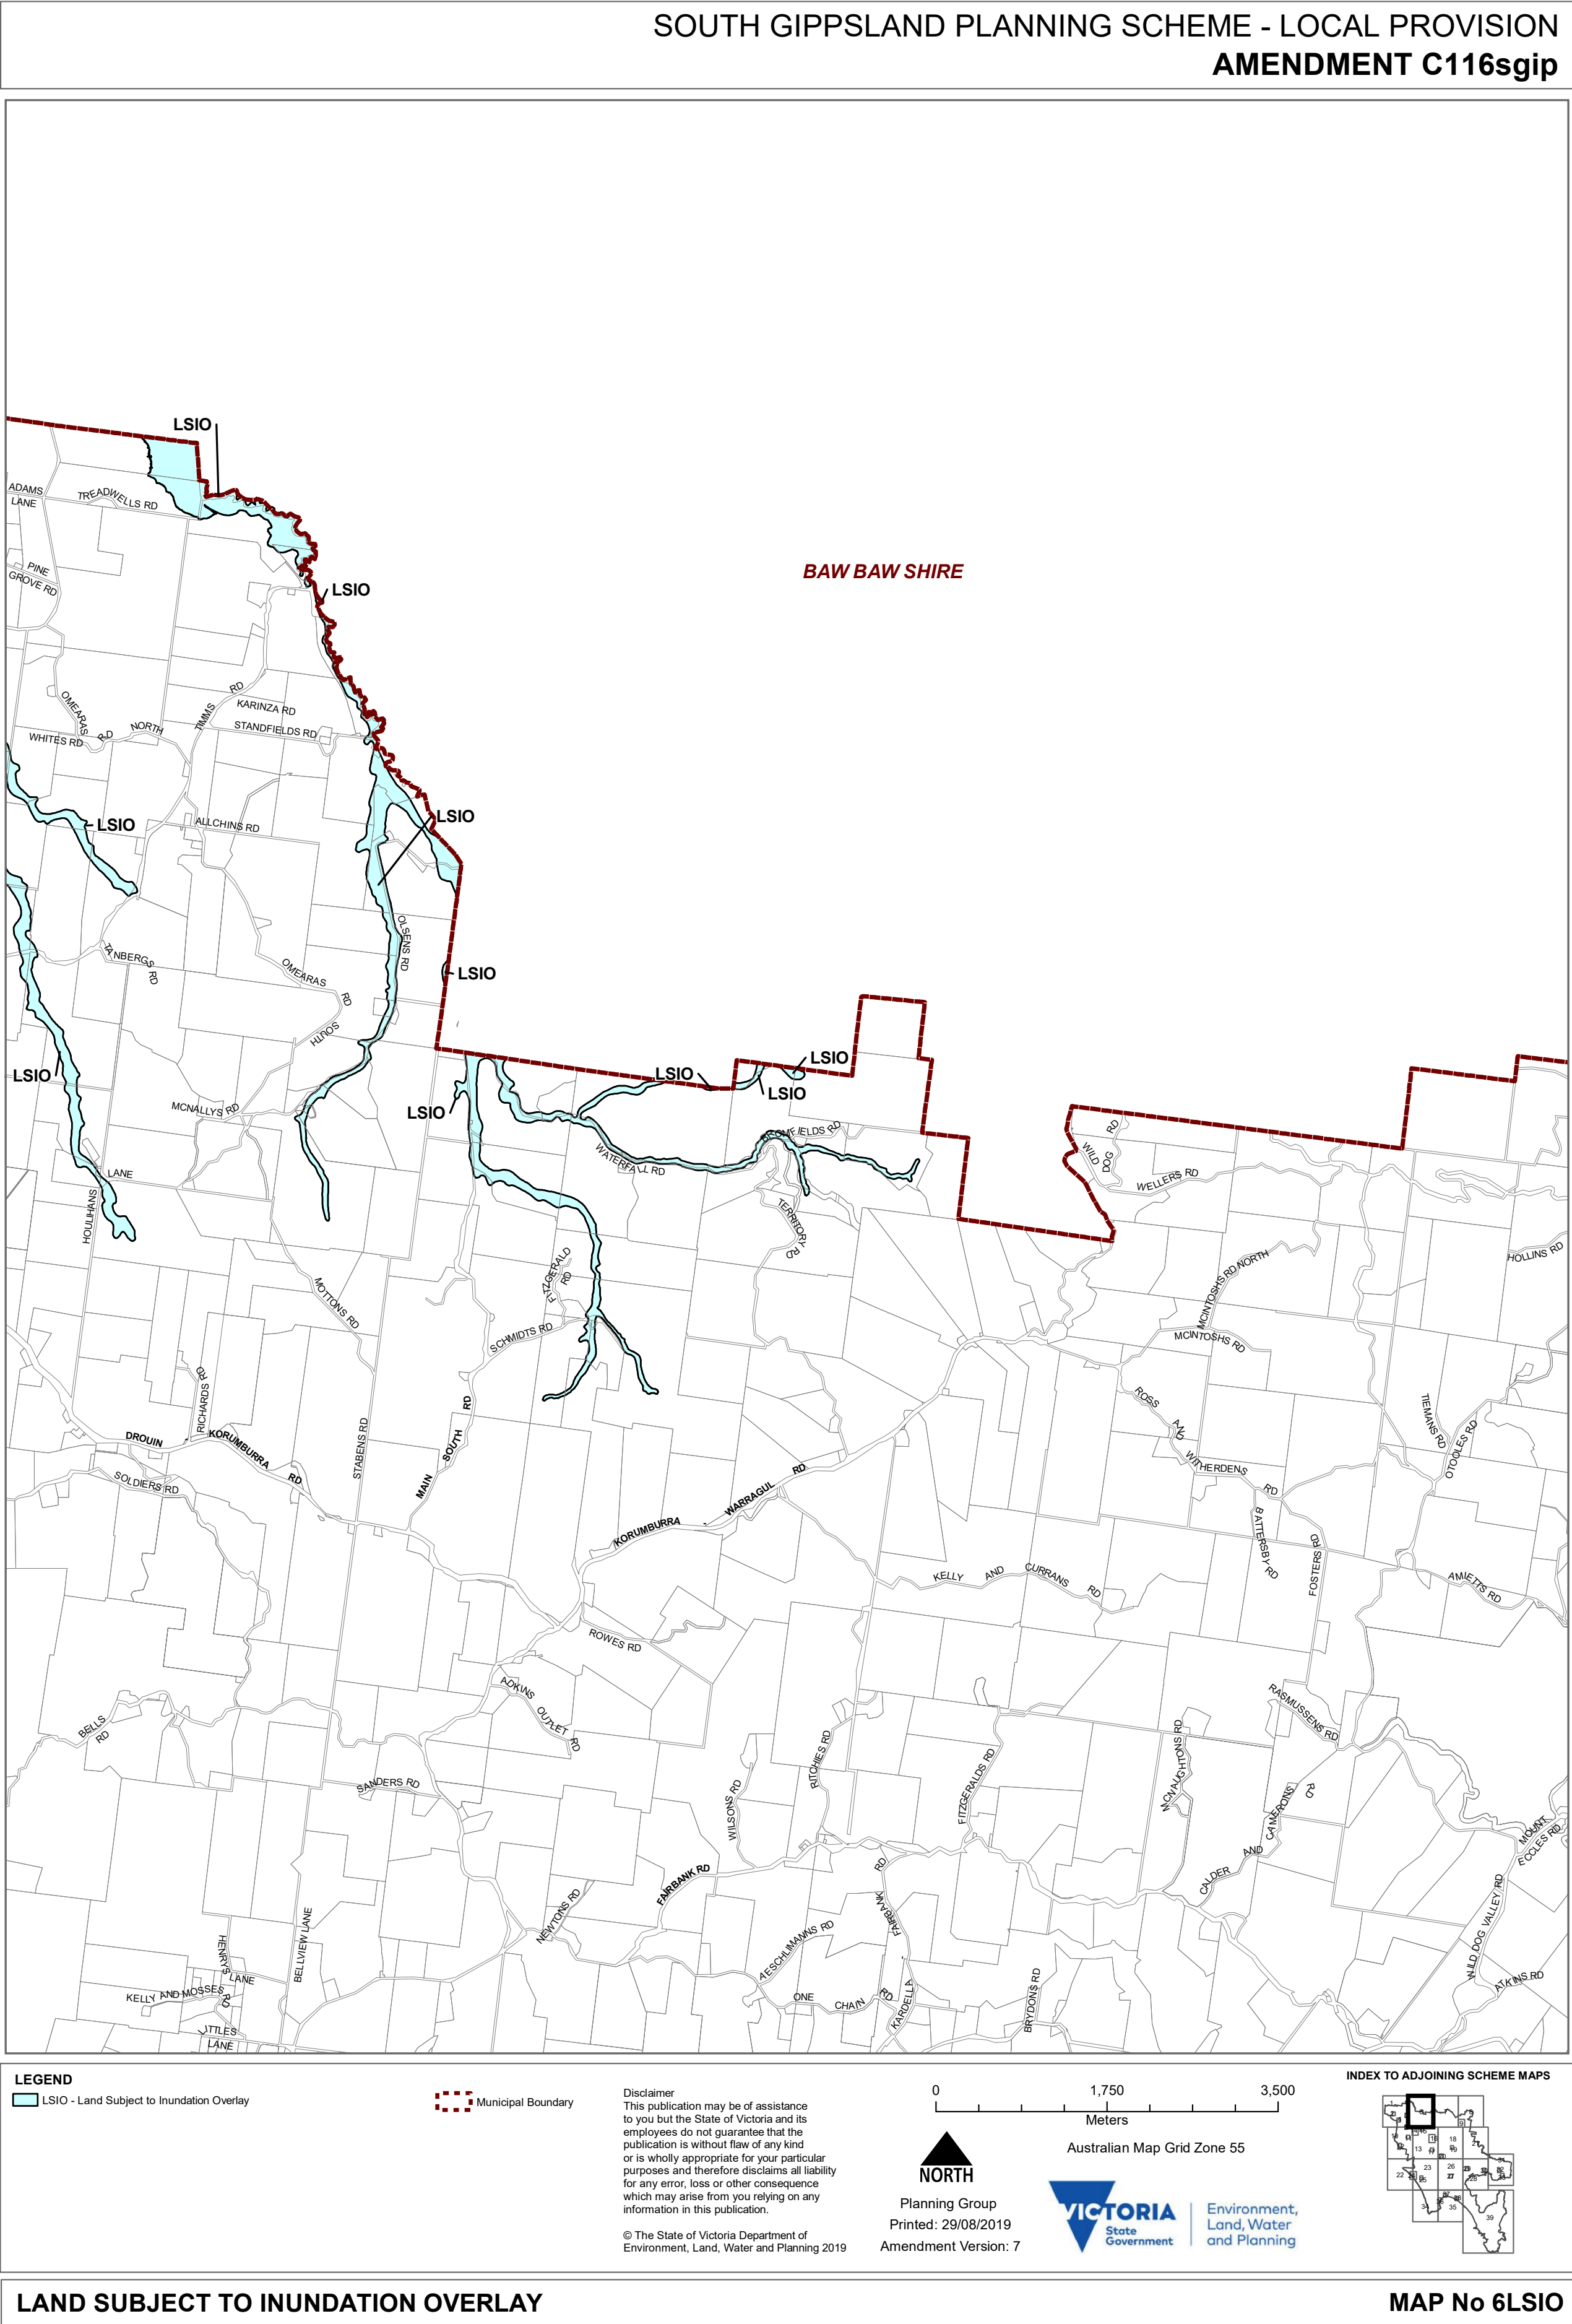 SOUTH GIPPSLAND PLANNING SCHEME - LOCAL PROVISION
AMENDMENT C116sgip
LSIO
ADAMS
LANE
TREADWELLS RD
PINE
GROVE RD
BAW BAW SHIRE
LSIO
OMEARAS
RD
NORTH
WHITES RD
TIMMS
RD
KARINZA RD
STANDFIELDS RD
LSIO
LSIO
ALLCHINS RD
OLSENS RD
TANBERGS
RD
OMEARAS
RD
SOUTH
LSIO
LSIO
LSIO
LSIO
LSIO
LSIO
MCNALLYS RD
LANE
HOULIHANS
WATERFALL RD
BROMFIELDS RD
TERRITORY
RD
WILD
DOG
RD
WELLERS RD
HOLLINS RD
MOTTONS RD
FITZGERALD
RD
SCHMIDTS RD
MCINTOSHS RD NORTH
MCINTOSHS RD
RICHARDS RD
DROUIN
KORUMBURRA
RD
SOLDIERS RD
STABENS RD
MAIN
SOUTH
RD
ROSS
AND
WITHERDENS
RD
TIEMANS RD
OTOOLES RD
KORUMBURRA
-
WARRAGUL
RD
BATTERSBY RD
FOSTERS RD
KELLY
AND
CURRANS
RD
AMIETTS RD
ROWES RD
ADKINS
OUTLET
RD
BELLS
RD
SANDERS RD
WILSONS RD
RITCHIES RD
FITZGERALDS RD
MCNAUGHTONS RD
RASMUSSENS RD
CALDER
AND
CAMERONS
RD
MOUNT
ECCLES RD
FAIRBANK RD
NEWTONS RD
FAIRBANK
RD
AESCHLIMANNS RD
ONE
CHAIN
RD
KARDELLA
BRYDONS RD
WILD DOG VALLEY RD
ATKINS RD
HENRYS
LANE
BELLVIEW LANE
KELLY AND MOSSES
RD
LITTLES
LANE
LEGEND
LSIO - Land Subject to Inundation Overlay
Municipal Boundary
Disclaimer
This publication may be of assistance
to you but the State of Victoria and its
employees do not guarantee that the
publication is without flaw of any kind
or is wholly appropriate for your particular
purposes and therefore disclaims all liability
for any error, loss or other consequence
which may arise from you relying on any
information in this publication.
© The State of Victoria Department of
Environment, Land, Water and Planning 2019
0 1,750 3,500
Meters
Australian Map Grid Zone 55
NORTH
Planning Group
Printed: 29/08/2019
Amendment Version: 7
VICTORIA
State
Government
Environment,
Land, Water
and Planning
INDEX TO ADJOINING SCHEME MAPS
18
13
23
26
22
35
39
LAND SUBJECT TO INUNDATION OVERLAY
MAP No 6LSIO